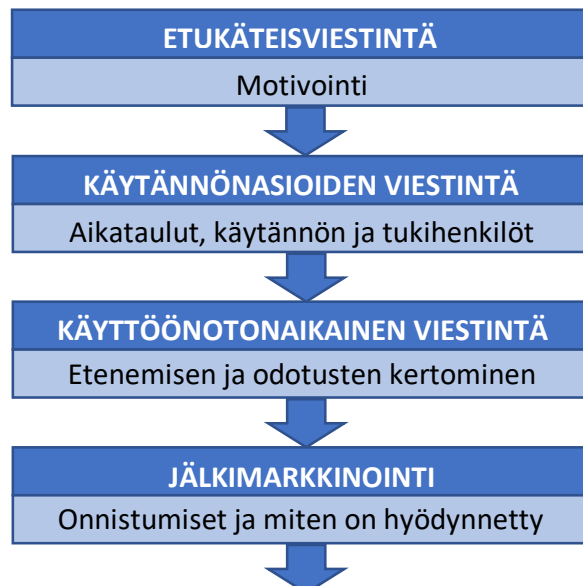 ETUKÄTEISVIESTINTÄ
Motivointi
KÄYTÄNNÖNASIOIDEN VIESTINTÄ
Aikataulut, käytännön ja tukihenkilöt
KÄYTTÖÖNOTONAIKAINEN VIESTINTÄ
Etenemisen ja odotusten kertominen
JÄLKIMARKKINOINTI
Onnistumiset ja miten on hyödynnetty